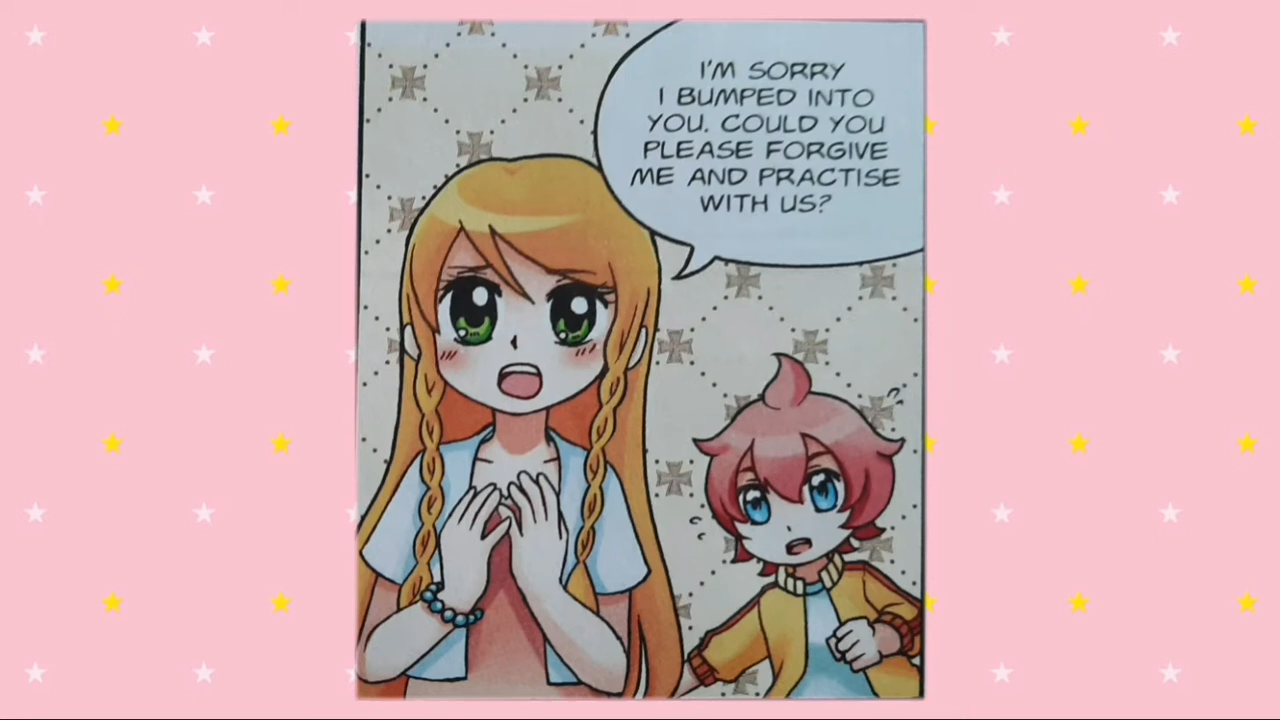 I'M SORRY
I BUMPED INTO
YOU. COULD YOU
PLEASE FORGIVE
ME AND PRACTISE
WITH US?